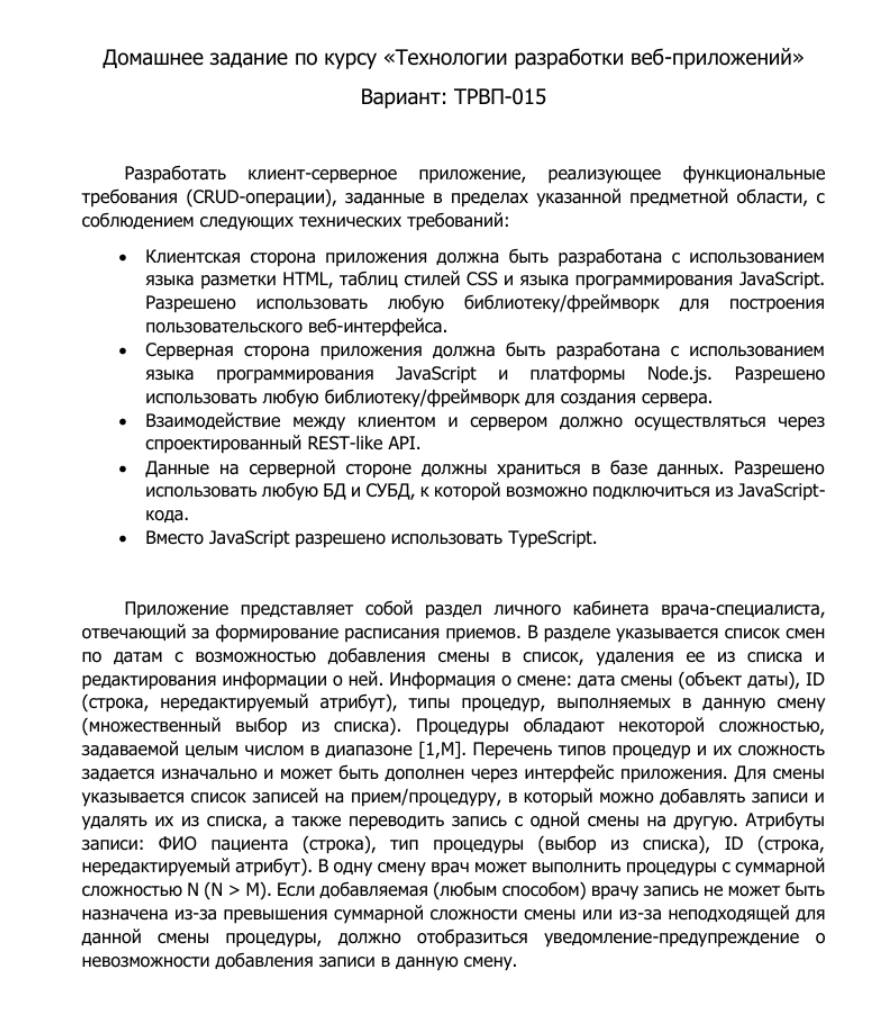 Домашнее задание по курсу «Технологии разработки веб-приложений»
Вариант: ТРВП-015
Разработать клиент-серверное приложение, реализующее функциональные
требования (CRUD-операции), заданные в пределах указанной предметной области, с
соблюдением следующих технических требований:
• Клиентская сторона приложения должна быть разработана с использованием
языка разметки HTML, таблиц стилей CSS и языка программирования JavaScript.
Разрешено использовать любую библиотеку/фреймворк для построения
пользовательского веб-интерфейса.
• Серверная сторона приложения должна быть разработана с использованием
языка программирования JavaScript и платформы Node.js. Разрешено
использовать любую библиотеку/фреймворк для создания сервера.
• Взаимодействие между клиентом и сервером должно осуществляться через
спроектированный REST-like API.
• Данные на серверной стороне должны храниться в базе данных. Разрешено
использовать любую БД и СУБД, к которой возможно подключиться из JavaScript-
кода.
• Вместо JavaScript разрешено использовать TypeScript.
Приложение представляет собой раздел личного кабинета врача-специалиста,
отвечающий за формирование расписания приемов. В разделе указывается список смен
по датам с возможностью добавления смены в список, удаления ее из списка и
редактирования информации о ней. Информация о смене: дата смены (объект даты), ID
(строка, нередактируемый атрибут), типы процедур, выполняемых в данную смену
(множественный выбор из списка). Процедуры обладают некоторой сложностью,
задаваемой целым числом в диапазоне [1,M]. Перечень типов процедур и их сложность
задается изначально и может быть дополнен через интерфейс приложения. Для смены
указывается список записей на прием/процедуру, в который можно добавлять записи и
удалять их из списка, а также переводить запись с одной смены на другую. Атрибуты
записи: ФИО пациента (строка), тип процедуры (выбор из списка), ID (строка,
нередактируемый атрибут). В одну смену врач может выполнить процедуры с суммарной
сложностью N (N > M). Если добавляемая (любым способом) врачу запись не может быть
назначена из-за превышения суммарной сложности смены или из-за неподходящей для
данной смены процедуры, должно отобразиться уведомление-предупреждение о
невозможности добавления записи в данную смену.